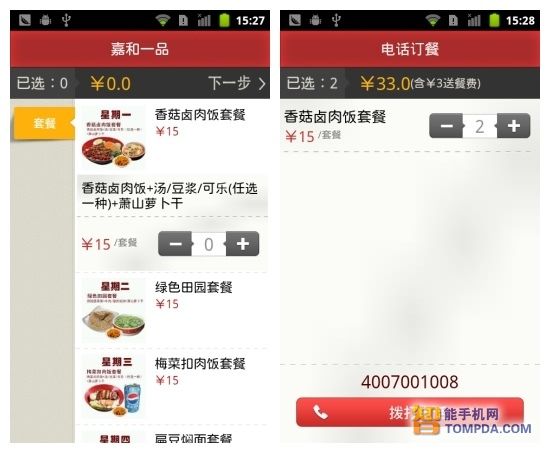 15:27
嘉和一品
已选：0 ￥0.0 下一步
套餐
星期一
香菇卤肉饭套餐
香菇卤肉饭套餐
￥15
香菇卤肉饭+汤/豆浆/可乐(任选
一种)+萧山萝卜干
￥15 /套餐 0
星期二
绿色田园套餐
绿色田园套餐
￥15
星期三
梅菜扣肉饭套餐
梅菜扣肉饭套餐
￥15
星期四
扁豆焖面套餐
15:28
电话订餐
已选：2 ￥33.0(含￥3送餐费)
香菇卤肉饭套餐
￥15 /套餐
2
4007001008
拨打
智能手机网
TOMPDA.COM